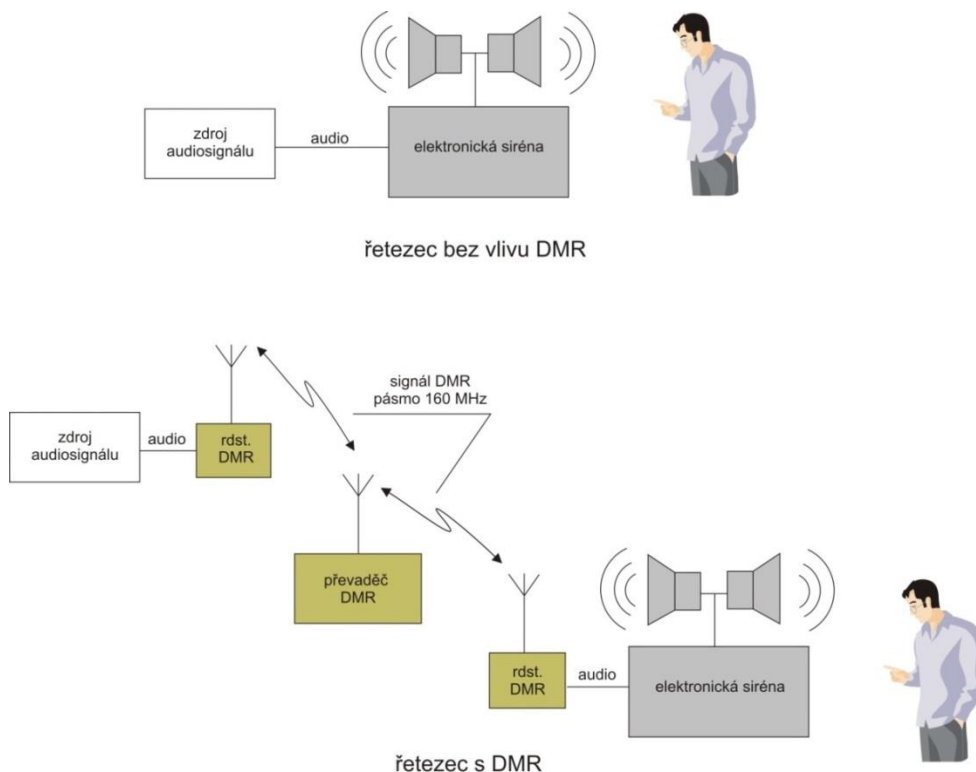 zdroj
audiosignálu
audio
elektronická siréna
řetezec bez vlivu DMR
signál DMR
pásmo 160 MHz
zdroj
audiosignálu
audio
rdst.
DMR
převaděč
DMR
rdst.
DMR
audio
elektronická siréna
řetezec s DMR